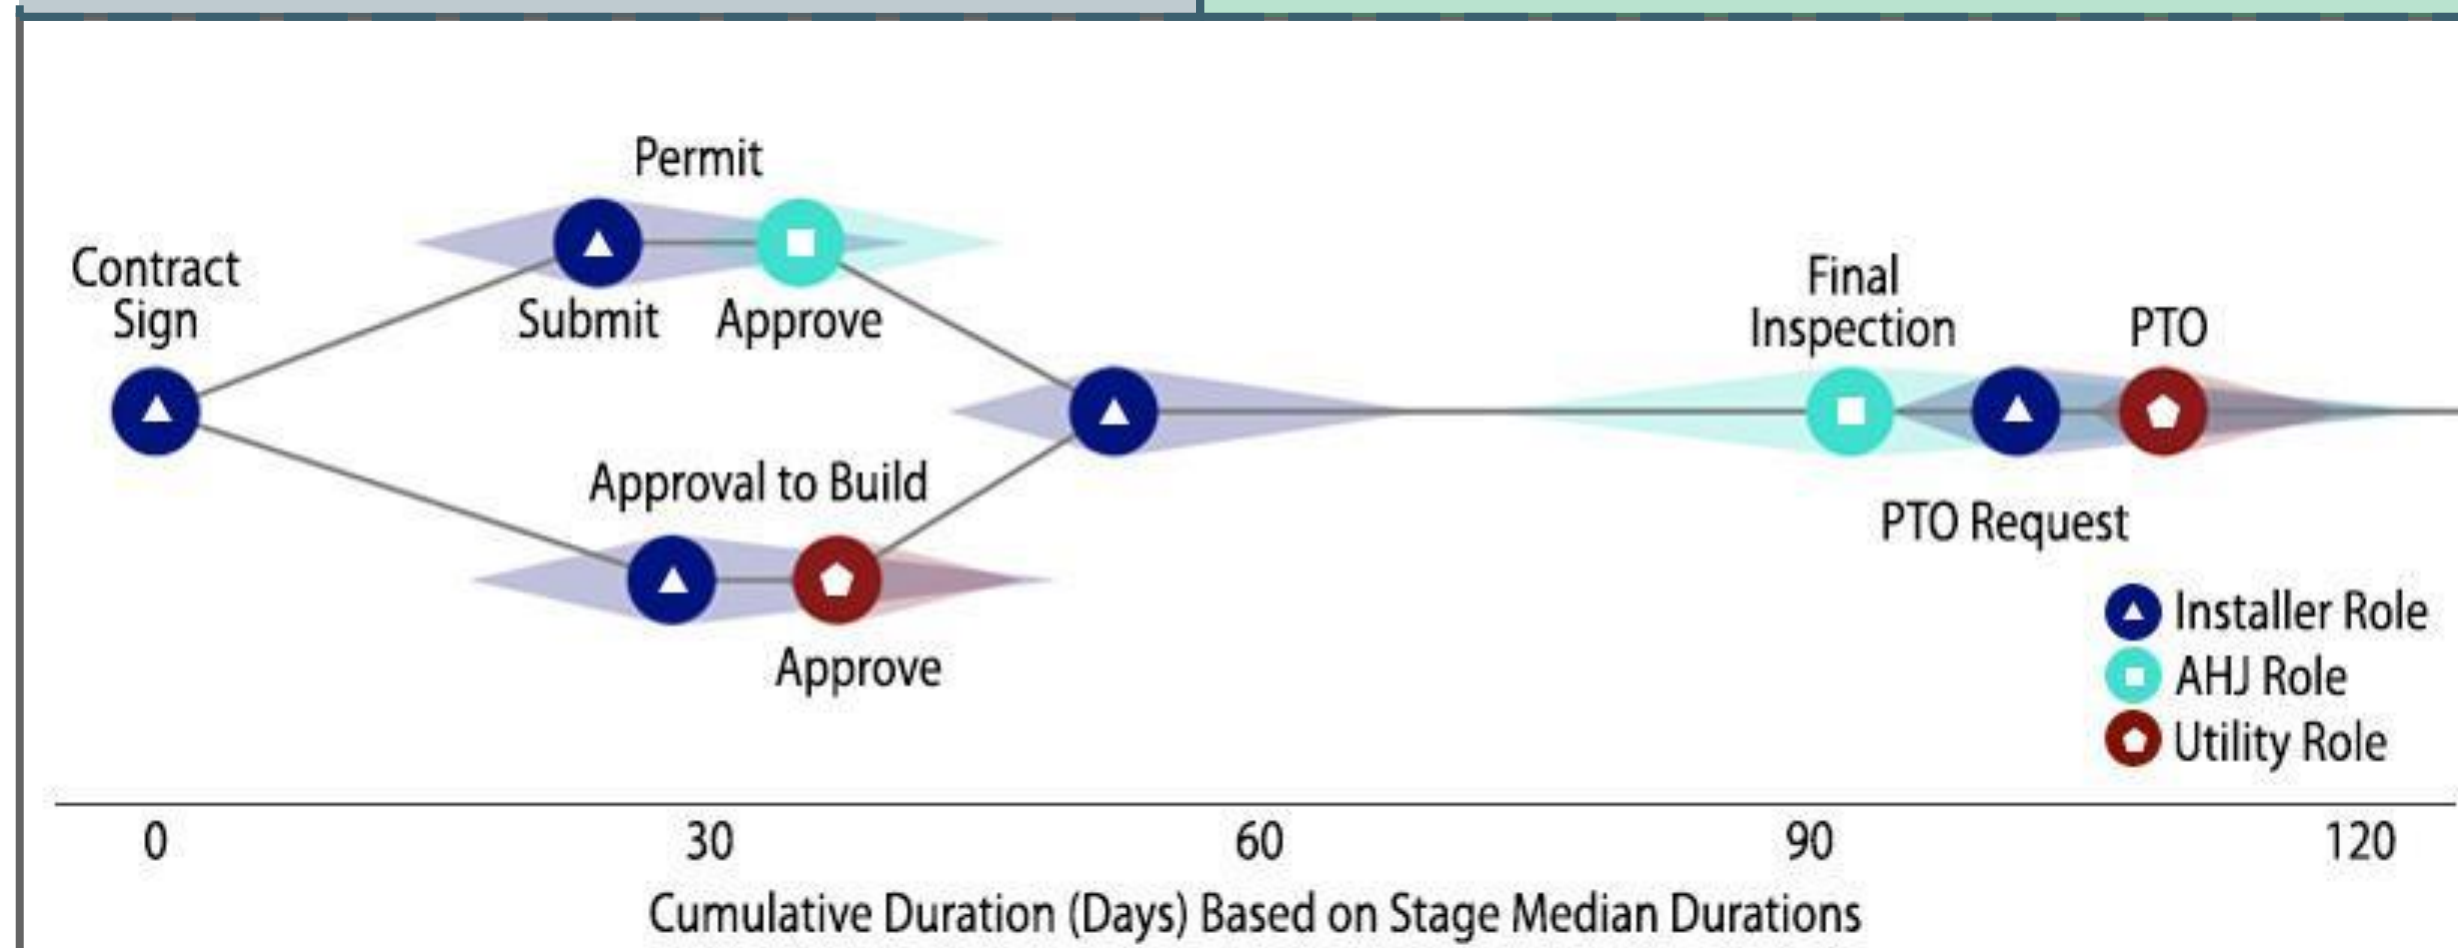 Permit
Contract
Sign
Submit
Approve
Final
Inspection
PTO
Approval to Build
Approve
PTO Request
Installer Role
AHJ Role
Utility Role
0 30 60 90 120
Cumulative Duration (Days) Based on Stage Median Durations